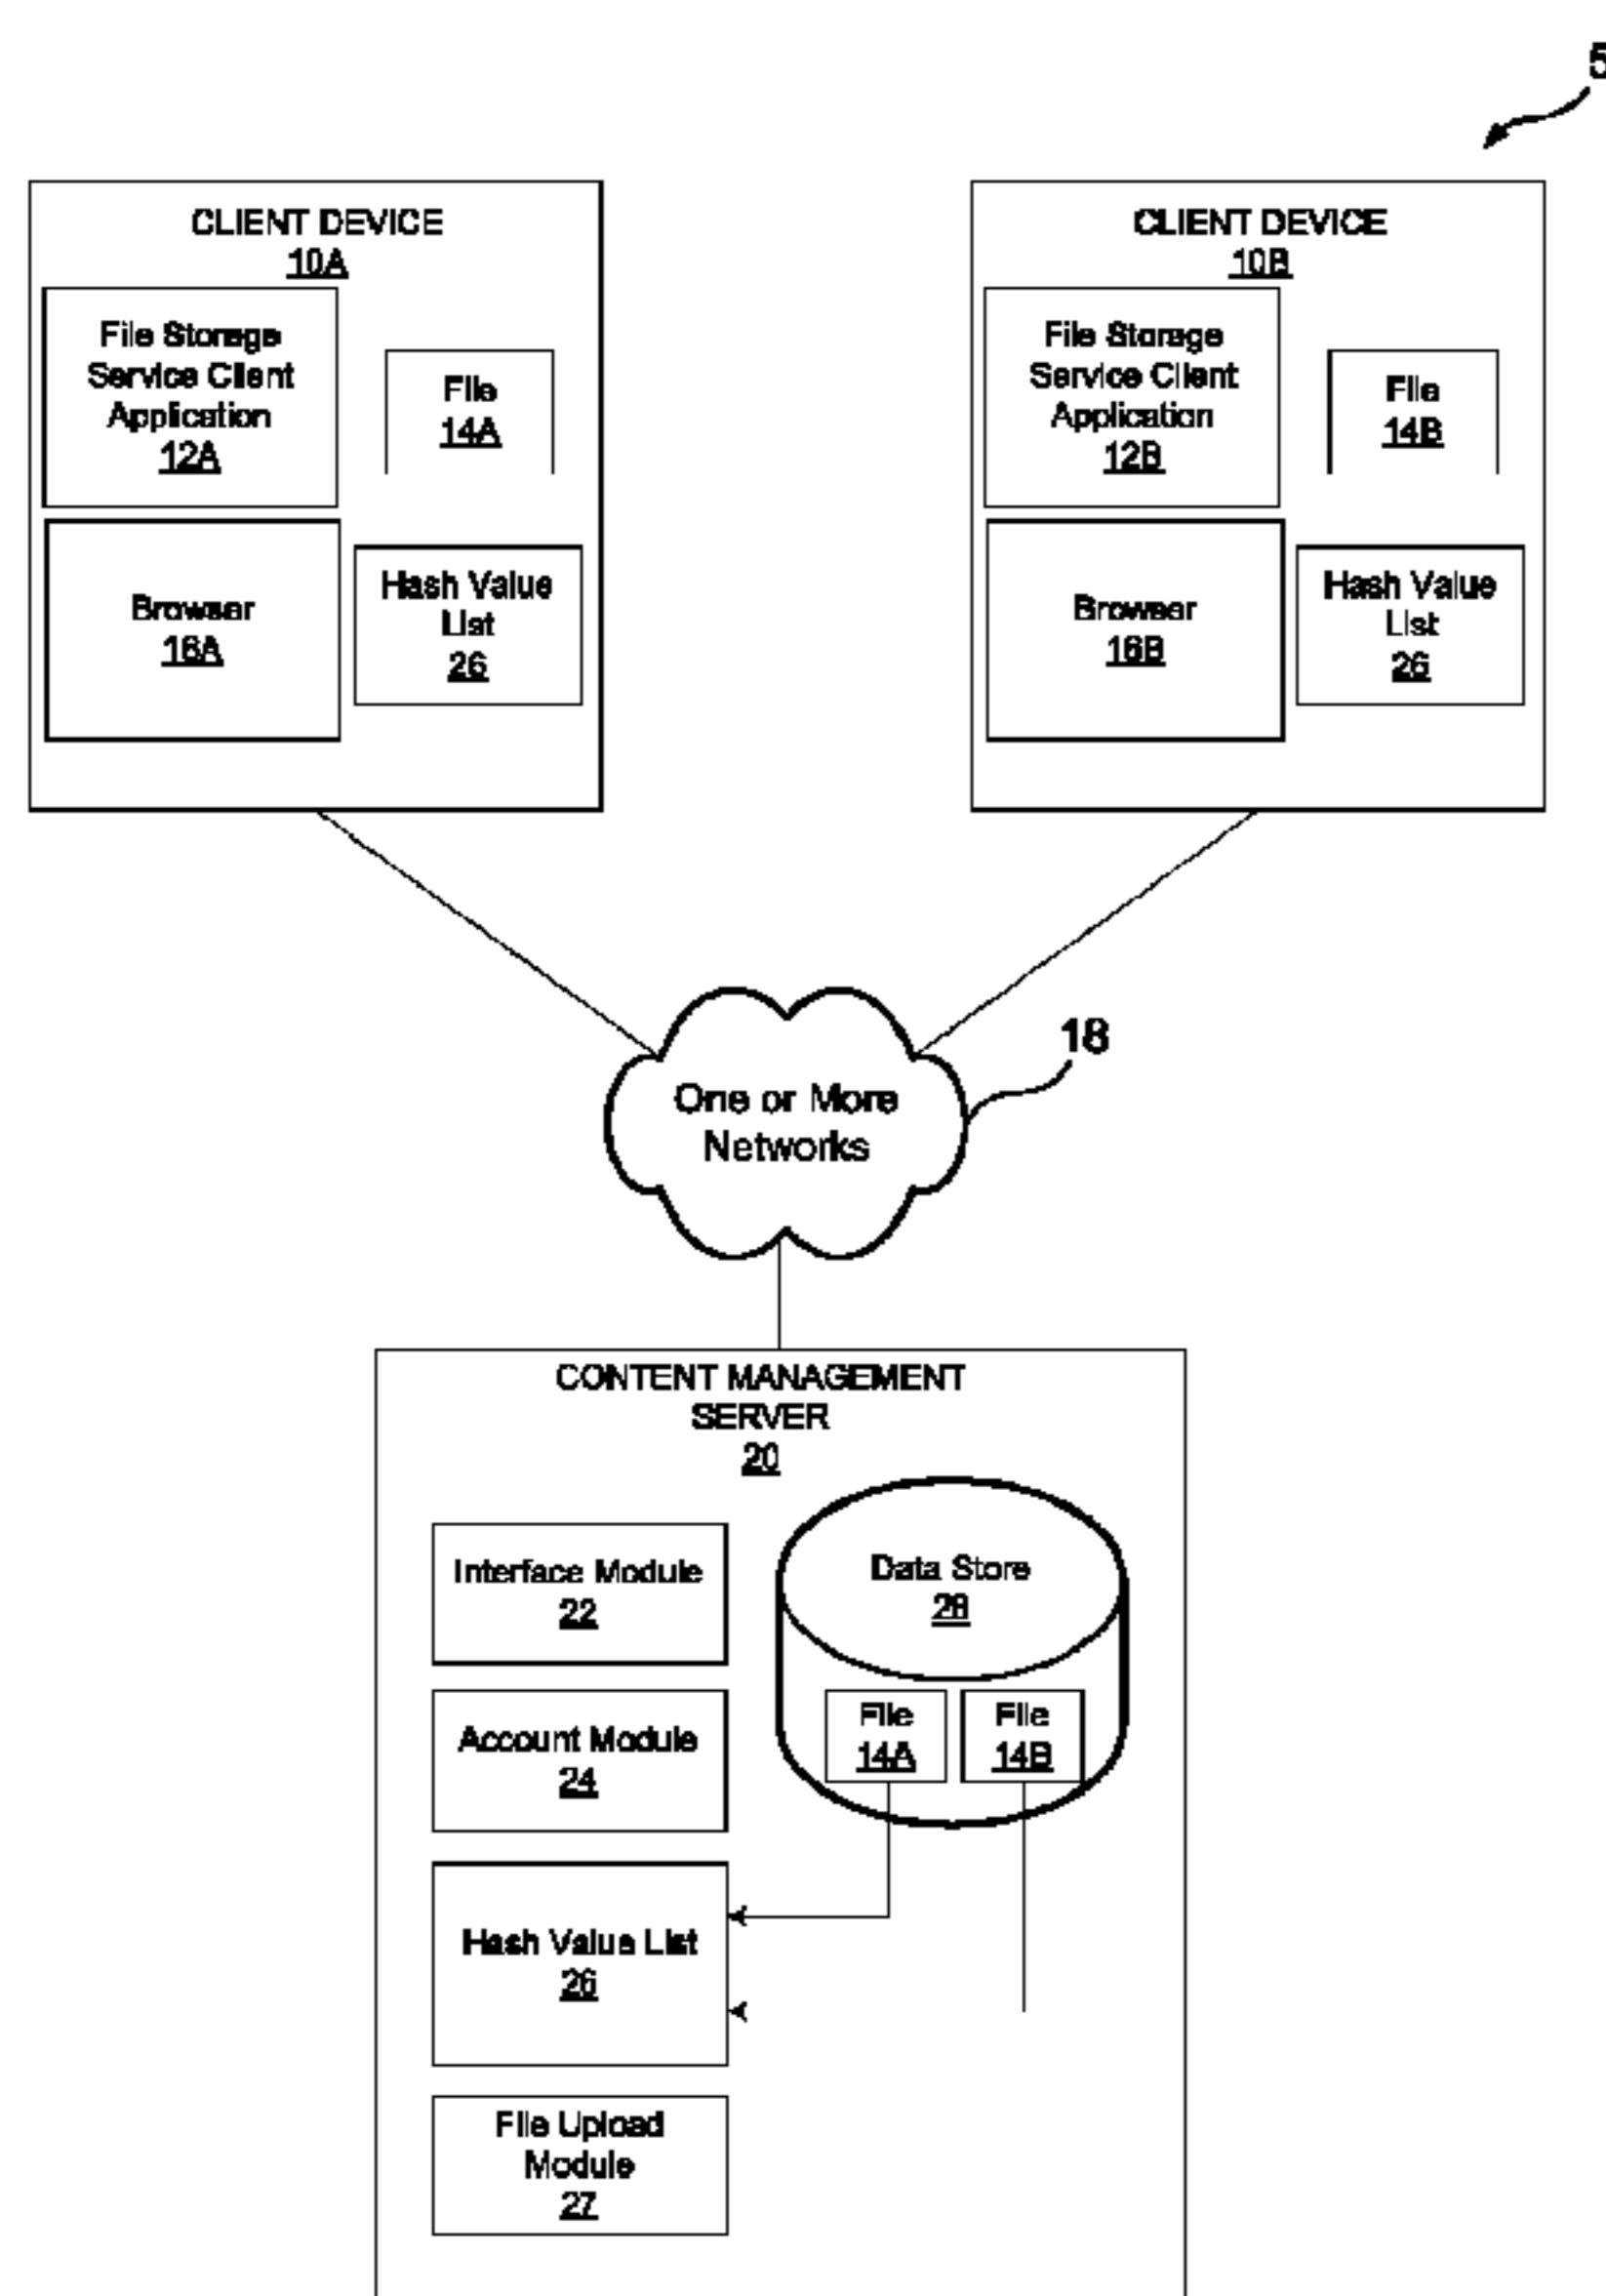 5
CLIENT DEVICE
10A
File Storage
Service Client
Application
12A
File
14A
Browser
16A
Hash Value
List
26
CLIENT DEVICE
10B
File Storage
Service Client
Application
12B
File
14B
Browser
16B
Hash Value
List
26
18
One or More
Networks
CONTENT MANAGEMENT
SERVER
20
Interface Module
22
Data Store
28
Account Module
24
File
14A
File
14B
Hash Value List
26
File Upload
Module
27